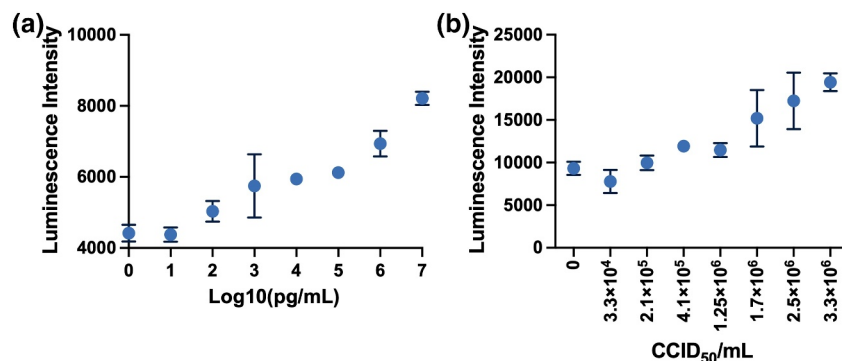 (a)
Luminescence Intensity
10000
8000
6000
4000
0 1 2 3 4 5 6 7
Log10(pg/mL)
(b)
Luminescence Intensity
25000
20000
15000
10000
5000
0
0
3.3×10⁴
2.1×10⁵
4.1×10⁵
1.25×10⁶
1.7×10⁶
2.5×10⁶
3.3×10⁶
CCID₅₀/mL